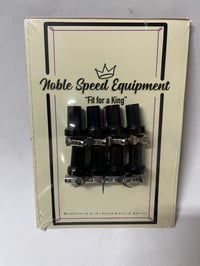 Noble Speed Equipment
"Fit for a King"
Manufactured in the United States of America